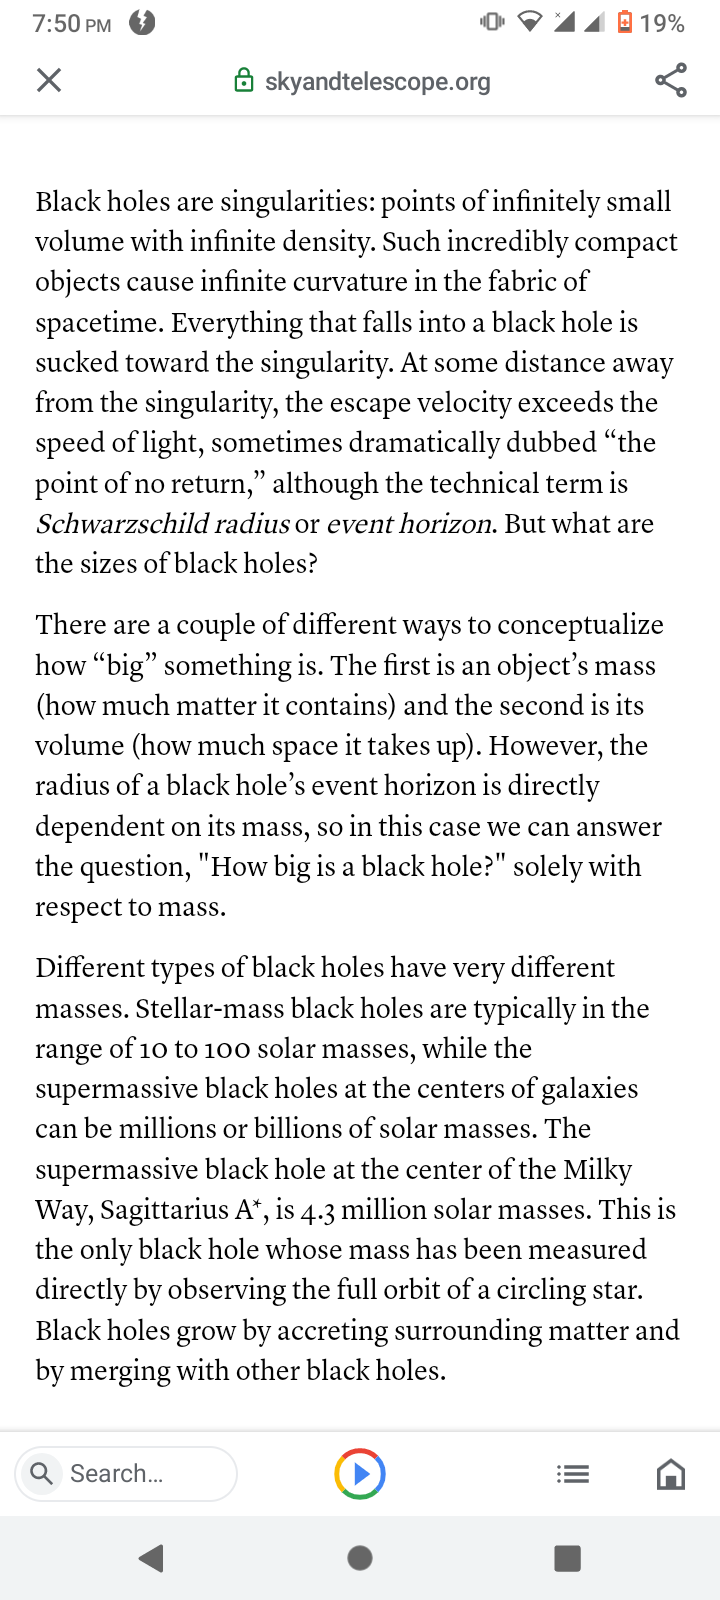 7:50 PM
19%
skyandtelescope.org
Black holes are singularities: points of infinitely small
volume with infinite density. Such incredibly compact
objects cause infinite curvature in the fabric of
spacetime. Everything that falls into a black hole is
sucked toward the singularity. At some distance away
from the singularity, the escape velocity exceeds the
speed of light, sometimes dramatically dubbed “the
point of no return,” although the technical term is
Schwarzschild radius or event horizon. But what are
the sizes of black holes?
There are a couple of different ways to conceptualize
how “big” something is. The first is an object’s mass
(how much matter it contains) and the second is its
volume (how much space it takes up). However, the
radius of a black hole’s event horizon is directly
dependent on its mass, so in this case we can answer
the question, "How big is a black hole?" solely with
respect to mass.
Different types of black holes have very different
masses. Stellar-mass black holes are typically in the
range of 10 to 100 solar masses, while the
supermassive black holes at the centers of galaxies
can be millions or billions of solar masses. The
supermassive black hole at the center of the Milky
Way, Sagittarius A*, is 4.3 million solar masses. This is
the only black hole whose mass has been measured
directly by observing the full orbit of a circling star.
Black holes grow by accreting surrounding matter and
by merging with other black holes.
Search...